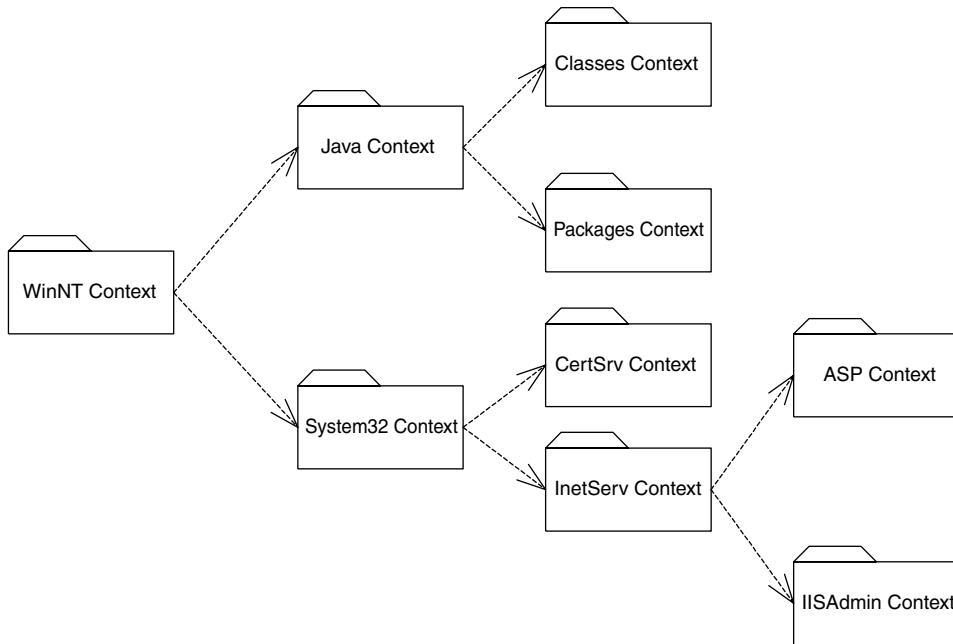 Classes Context
Java Context
Packages Context
WinNT Context
CertSrv Context
ASP Context
System32 Context
InetServ Context
IISAdmin Context